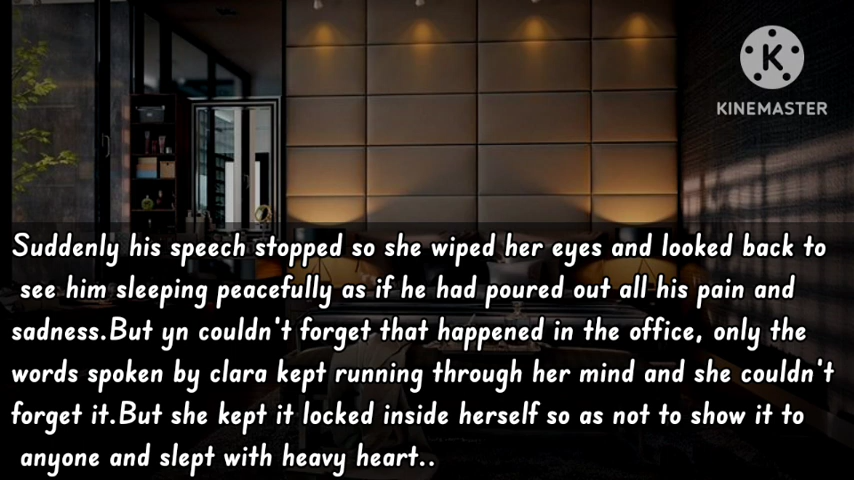 KINEMASTER
Suddenly his speech stopped so she wiped her eyes and looked back to
see him sleeping peacefully as if he had poured out all his pain and
sadness.But yn couldn't forget that happened in the office, only the
words spoken by clara kept running through her mind and she couldn't
forget it.But she kept it locked inside herself so as not to show it to
anyone and slept with heavy heart..